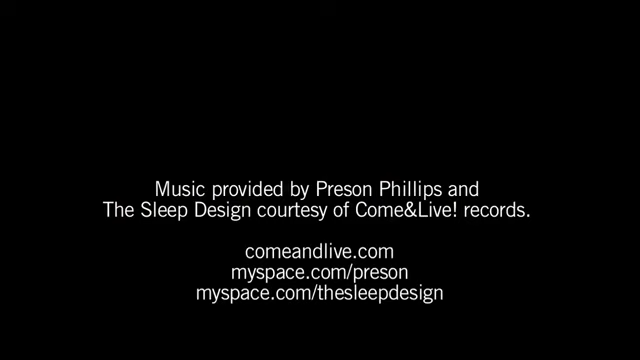 Music provided by Preson Phillips and
The Sleep Design courtesy of Come&Live! records.
comeandlive.com
myspace.com/preson
myspace.com/thesleepdesign